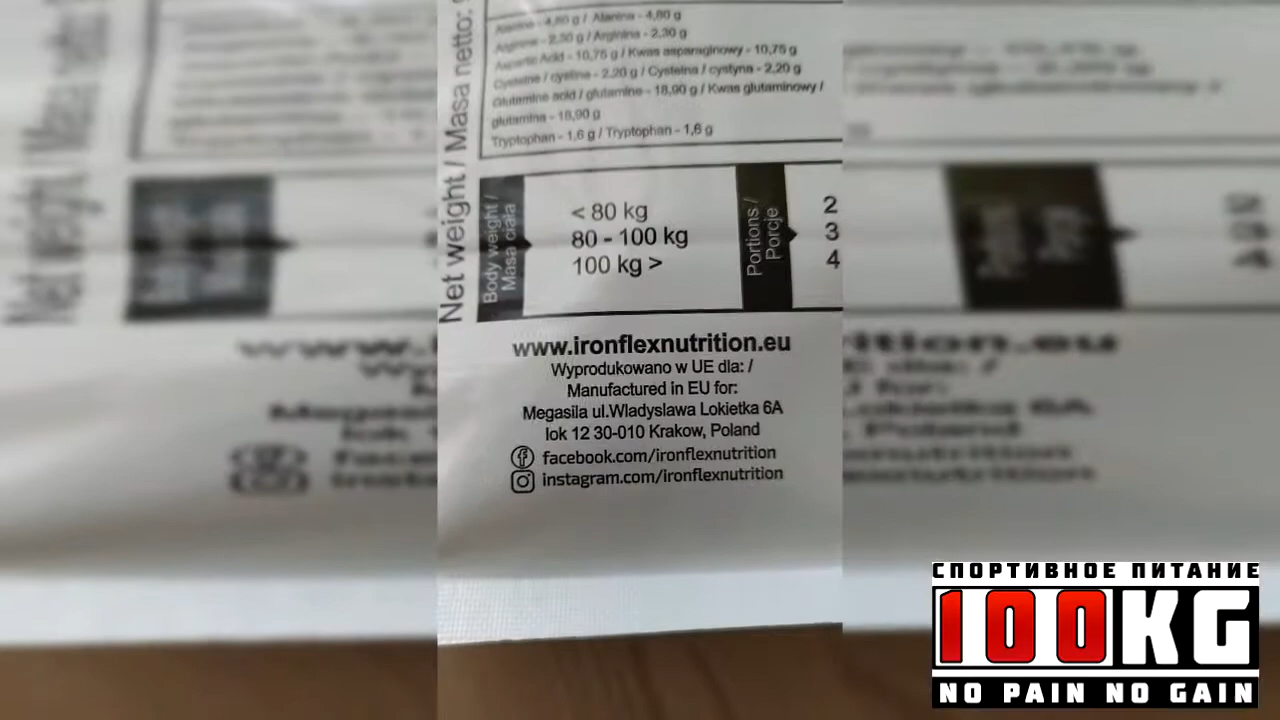 Alanine - 4,80 g / Alanina - 4,80 g
Arginine - 2,30 g / Arginina - 2,30 g
Aspartic Acid - 10,75 g / Kwas asparaginowy - 10,75 g
Cysteine / cystine - 2,20 g / Cysteina / cystyna - 2,20 g
Glutamine acid / glutamine - 18,90 g / Kwas glutaminowy /
glutamina - 18,90 g
Tryptophan - 1,6 g / Tryptophan - 1,6 g
Net weight / Masa netto:
Body weight /
Masa ciała
< 80 kg
80 - 100 kg
100 kg >
Portions /
Porcje
2
3
4
www.ironflexnutrition.eu
Wyprodukowano w UE dla: /
Manufactured in EU for:
Megasila ul.Wladyslawa Lokietka 6A
lok 12 30-010 Krakow, Poland
facebook.com/ironflexnutrition
instagram.com/ironflexnutrition
СПОРТИВНОЕ ПИТАНИЕ
100KG
NO PAIN NO GAIN